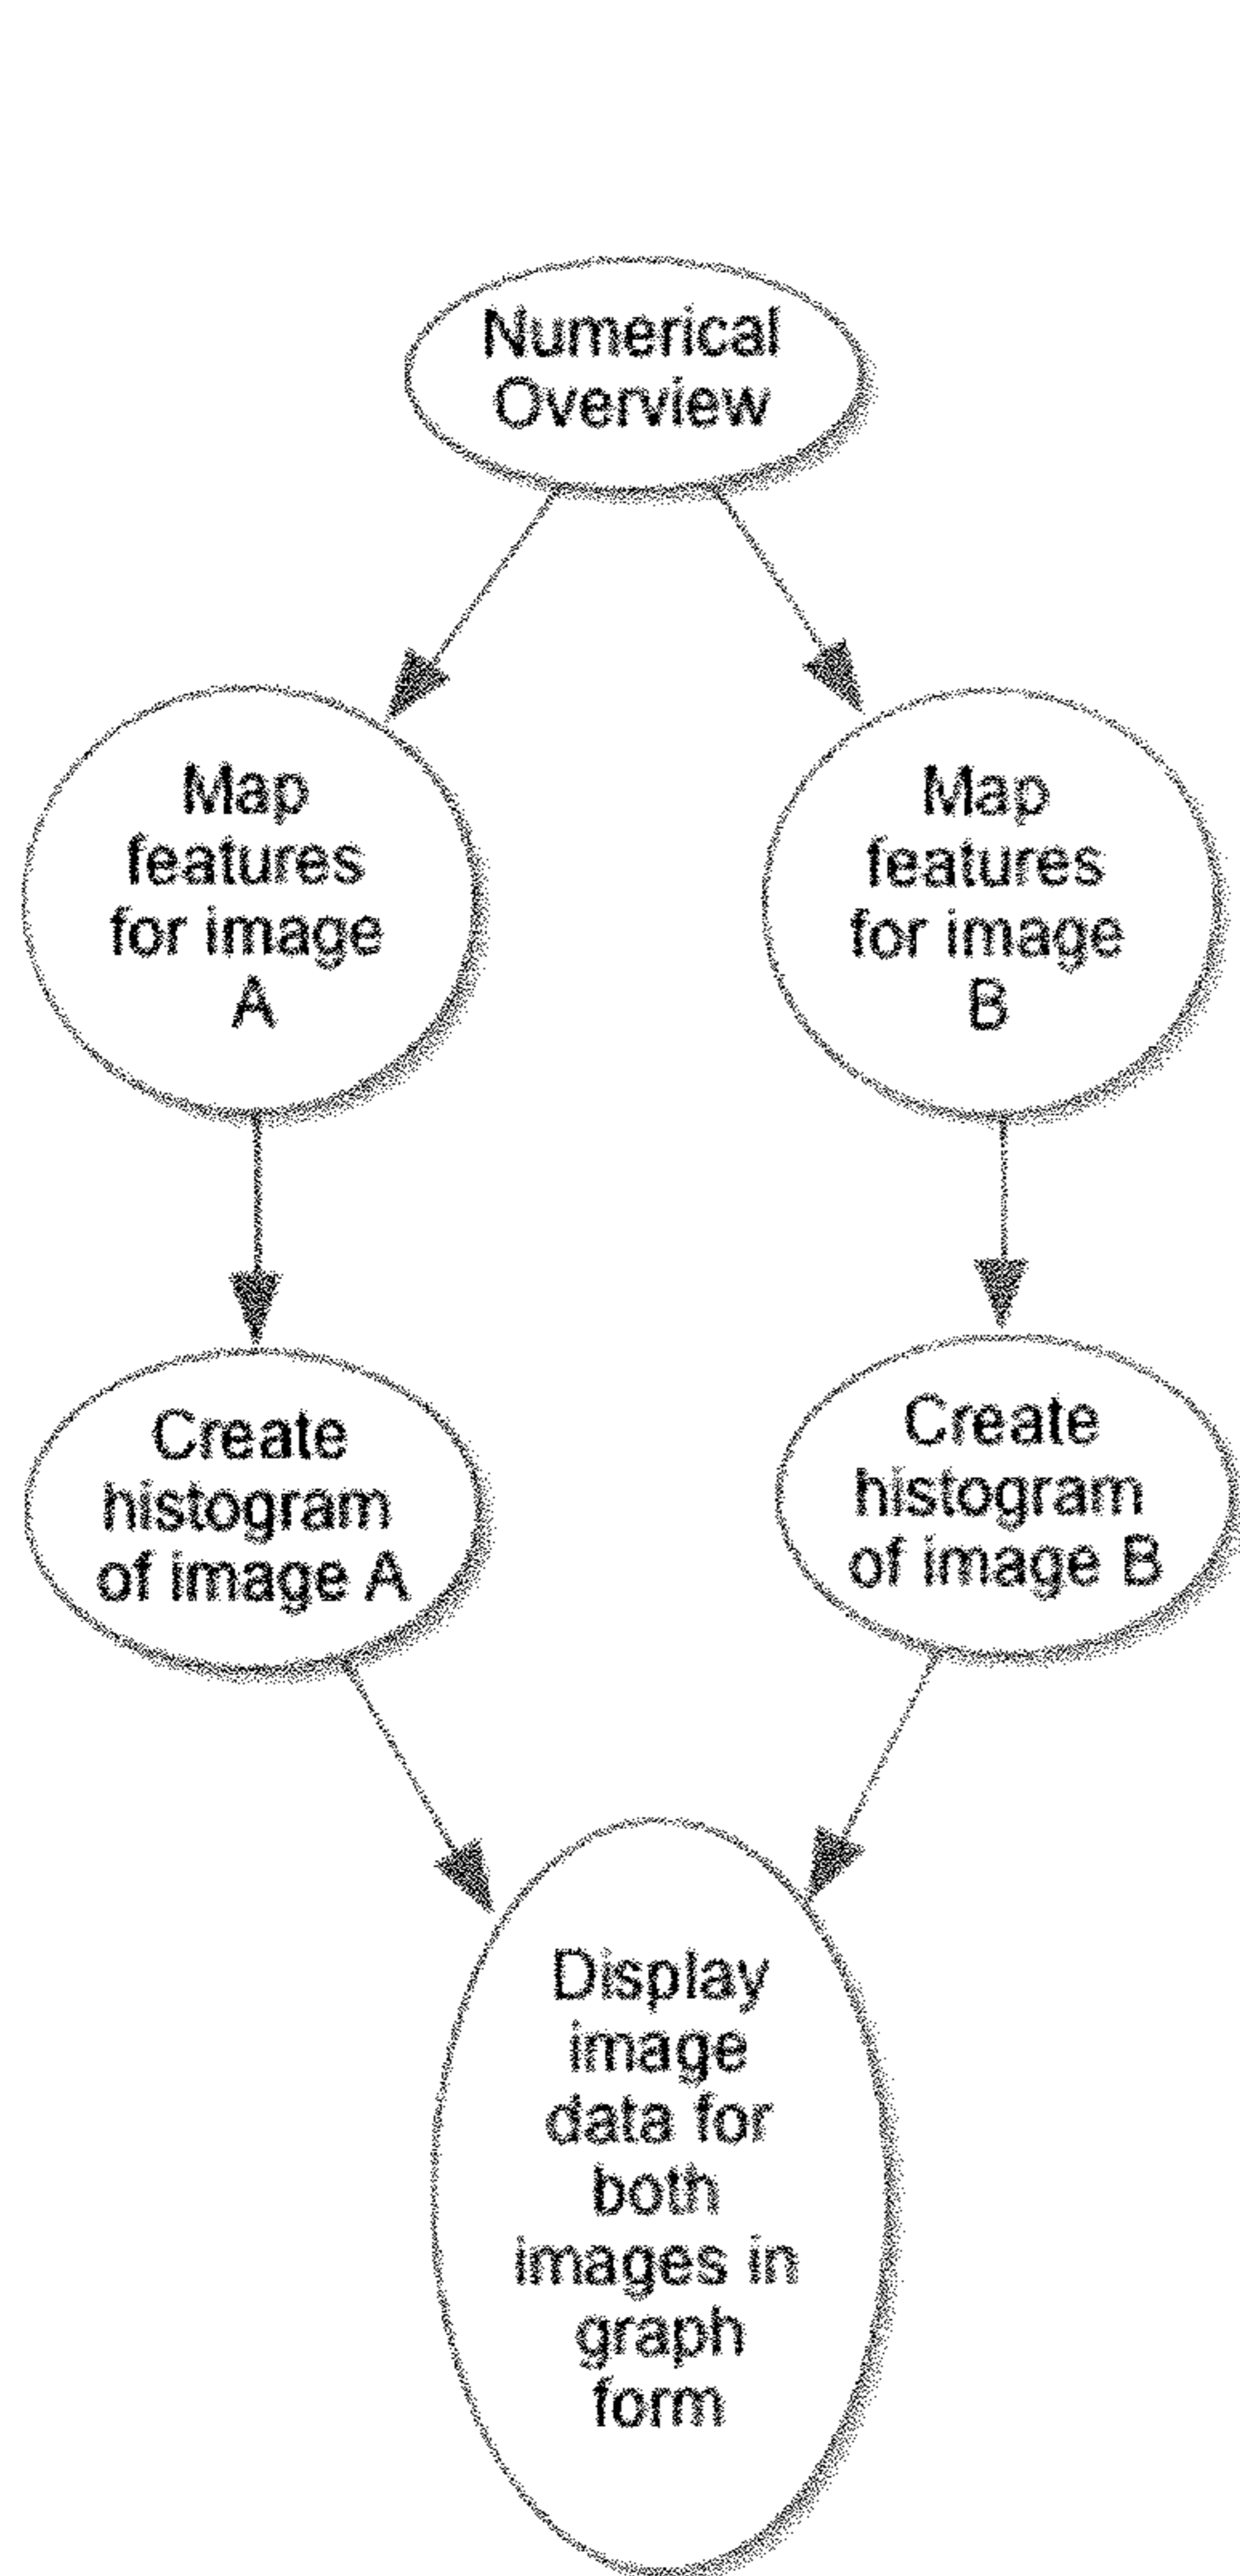 Numerical
Overview
Map
features
for image
A
Map
features
for image
B
Create
histogram
of image A
Create
histogram
of image B
Display
image
data for
both
images in
graph
form